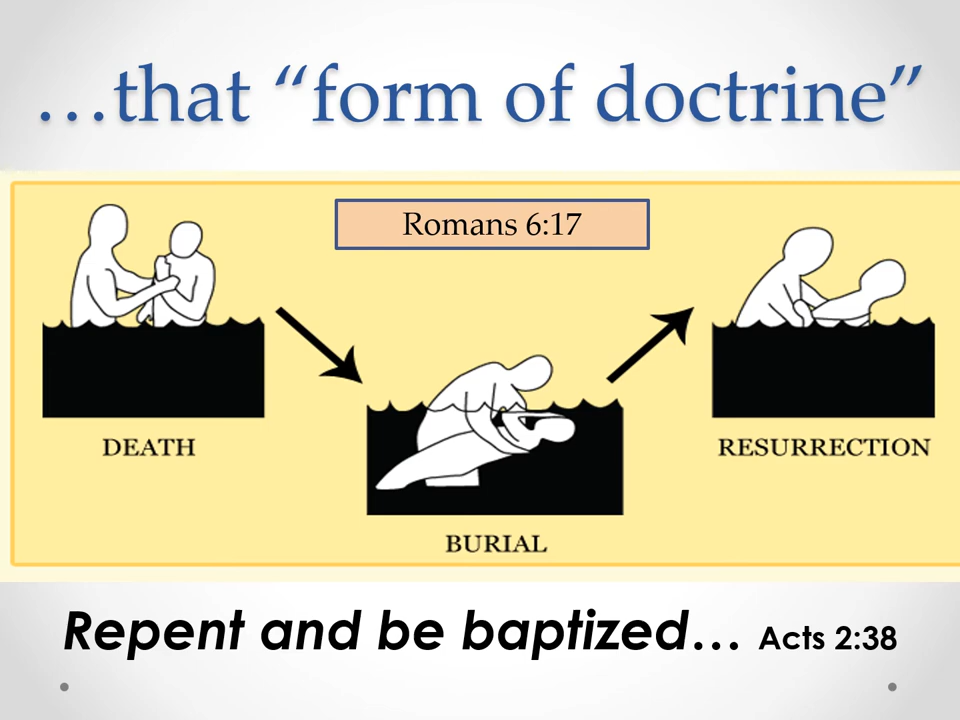 …that “form of doctrine”
Romans 6:17
DEATH
RESURRECTION
BURIAL
Repent and be baptized… Acts 2:38